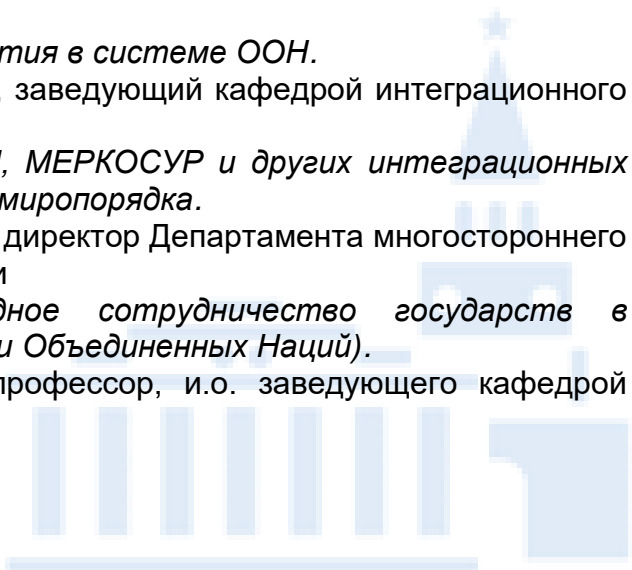 тия в системе ООН.
, заведующий кафедрой интеграционного
, МЕРКОСУР и других интеграционных
миропорядка.
директор Департамента многостороннего
и
дное сотрудничество государств в
и Объединенных Наций).
профессор, и.о. заведующего кафедрой